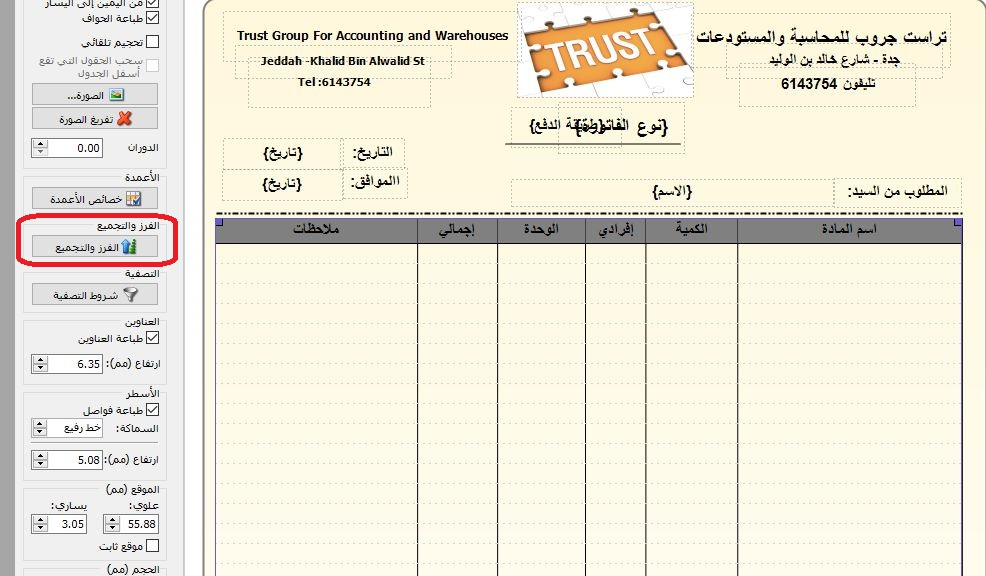 من اليمين إلى اليسار
طباعة الحواف
تحجيم تلقائي
سحب الحقول التي تقع
أسفل الجدول
الصورة...
تفريغ الصورة
الدوران
0.00
الأعمدة
خصائص الأعمدة
الفرز والتجميع
الفرز والتجميع
التصفية
شروط التصفية
العناوين
طباعة العناوين
ارتفاع (مم): 6.35
الأسطر
طباعة فواصل
السماكة: خط رفيع
ارتفاع (مم): 5.08
الموقع (مم)
علوي: يساري:
55.88 3.05
موقع ثابت
الحجم (مم)
Trust Group For Accounting and Warehouses
Jeddah -Khalid Bin Alwalid St
Tel :6143754
TRUST
تراست جروب للمحاسبة والمستودعات
جدة - شارع خالد بن الوليد
تليفون 6143754
{نوع الفاتورة}
الدفع}
التاريخ: {تاريخ}
االموافق: {تاريخ}
المطلوب من السيد: {الاسم}
اسم المادة الكمية إفرادي الوحدة إجمالي ملاحظات